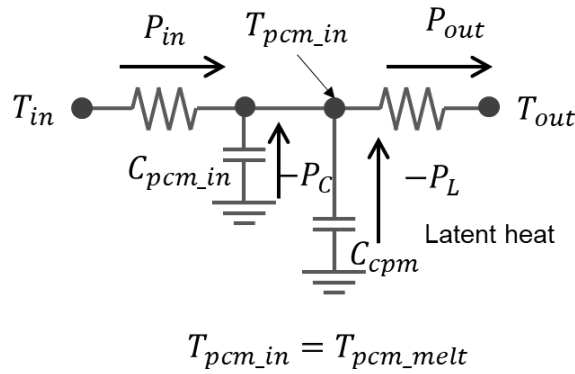 P_in
T_pcm_in
P_out
T_in
T_out
C_pcm_in
−P_C
−P_L
Latent heat
C_cpm
T_pcm_in = T_pcm_melt